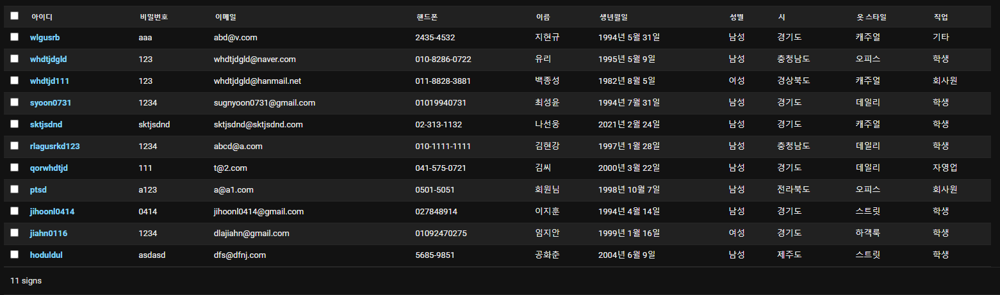 아이디 비밀번호 이메일 핸드폰 이름 생년월일 성별 시 옷 스타일 직업
wlgusrb aaa abd@v.com 2435-4532 지현규 1994년 5월 31일 남성 경기도 캐주얼 기타
whdtjdgld 123 whdtjdgld@naver.com 010-8286-0722 유리 1995년 5월 9일 남성 충청남도 오피스 학생
whdtjd111 123 whdtjdgld@hanmail.net 011-8828-3881 백종성 1982년 8월 5일 여성 경상북도 캐주얼 회사원
syoon0731 1234 sugnyoon0731@gmail.com 01019940731 최성윤 1994년 7월 31일 남성 경기도 데일리 학생
sktjsdnd sktjsdnd sktjsdnd@sktjsdnd.com 02-313-1132 나선웅 2021년 2월 24일 남성 경기도 캐주얼 학생
rlagusrkd123 1234 abcd@a.com 010-1111-1111 김현강 1997년 1월 28일 남성 충청남도 데일리 학생
qorwhdtjd 111 t@2.com 041-575-0721 김씨 2000년 3월 22일 남성 경기도 데일리 자영업
ptsd a123 a@a1.com 0501-5051 회원님 1998년 10월 7일 남성 전라북도 오피스 회사원
jihoonl0414 0414 jihoonl0414@gmail.com 027848914 이지훈 1994년 4월 14일 남성 경기도 스트릿 학생
jiahn0116 1234 dlajiahn@gmail.com 01092470275 임지안 1999년 1월 16일 여성 경기도 하객룩 학생
hoduldul asdasd dfs@dfnj.com 5685-9851 공화춘 2004년 6월 9일 남성 제주도 스트릿 학생
11 signs